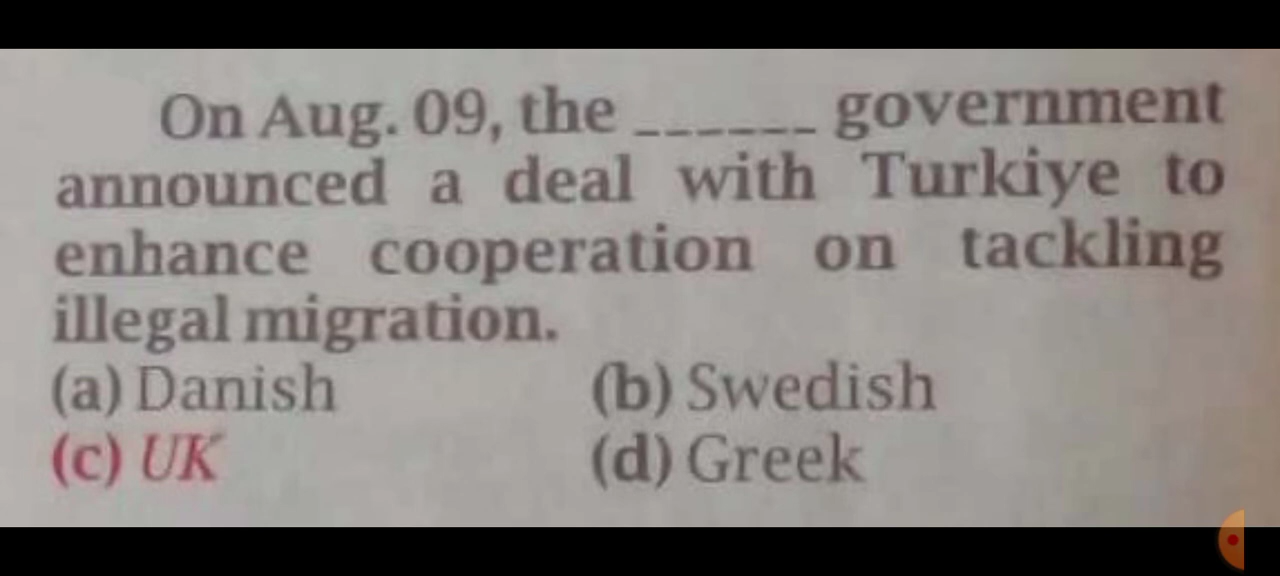 On Aug. 09, the ______ government
announced a deal with Turkiye to
enhance cooperation on tackling
illegal migration.
(a) Danish (b) Swedish
(c) UK (d) Greek